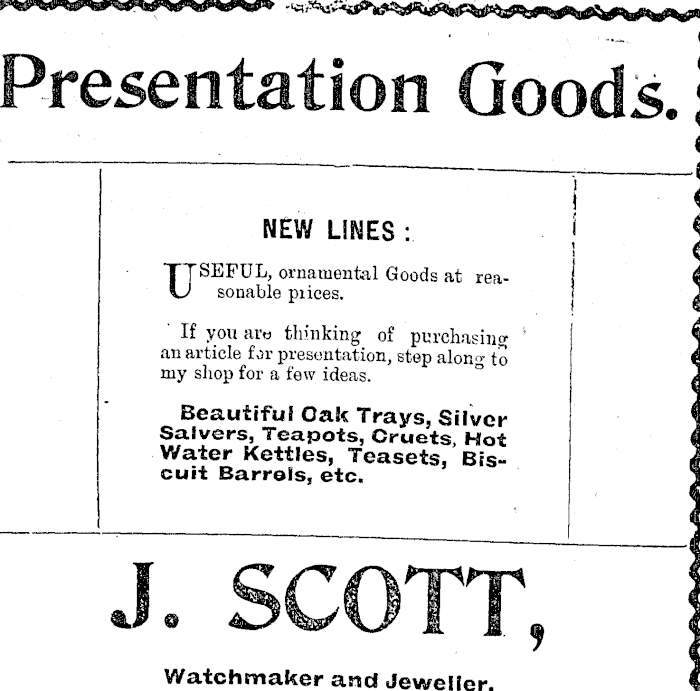 Presentation Goods.
NEW LINES :
USEFUL, ornamental Goods at rea-
sonable prices.
If you are thinking of purchasing
an article for presentation, step along to
my shop for a few ideas.
Beautiful Oak Trays, Silver
Salvers, Teapots, Cruets, Hot
Water Kettles, Teasets, Bis-
cuit Barrels, etc.
J. SCOTT,
Watchmaker and Jeweller.